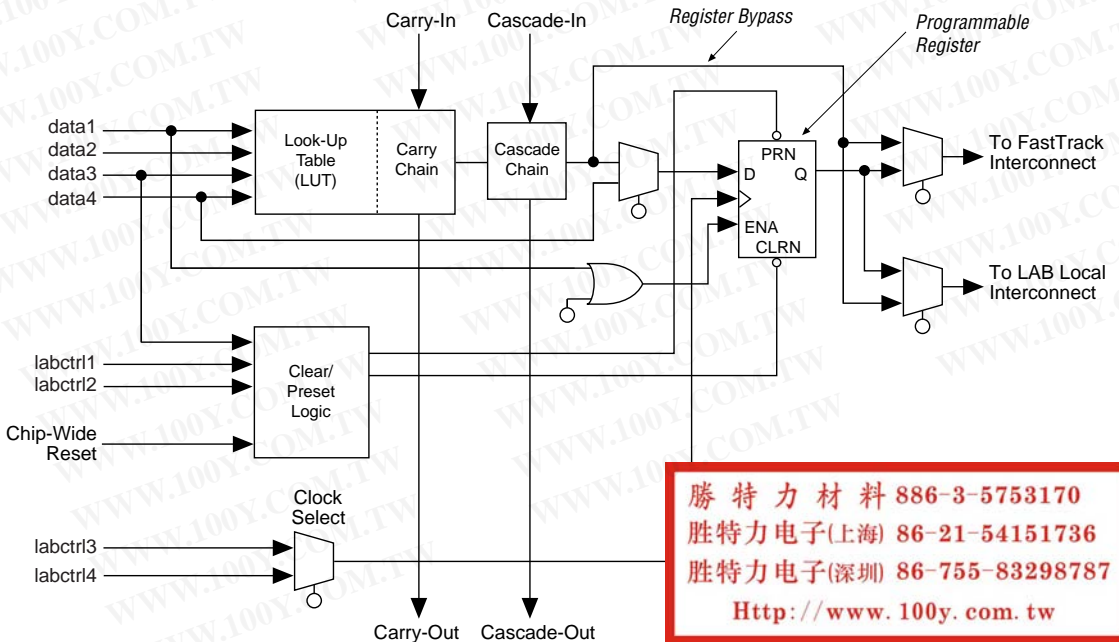 Carry-In
Cascade-In
Register Bypass
Programmable
Register
data1
data2
data3
data4
Look-Up
Table
(LUT)
Carry
Chain
Cascade
Chain
PRN
D
Q
ENA
CLRN
To FastTrack
Interconnect
To LAB Local
Interconnect
labctrl1
labctrl2
Chip-Wide
Reset
Clear/
Preset
Logic
Clock
Select
labctrl3
labctrl4
Carry-Out
Cascade-Out
勝特力材料 886-3-5753170
胜特力电子(上海) 86-21-54151736
胜特力电子(深圳) 86-755-83298787
Http://www.100y.com.tw
WWW.100Y.COM.TW